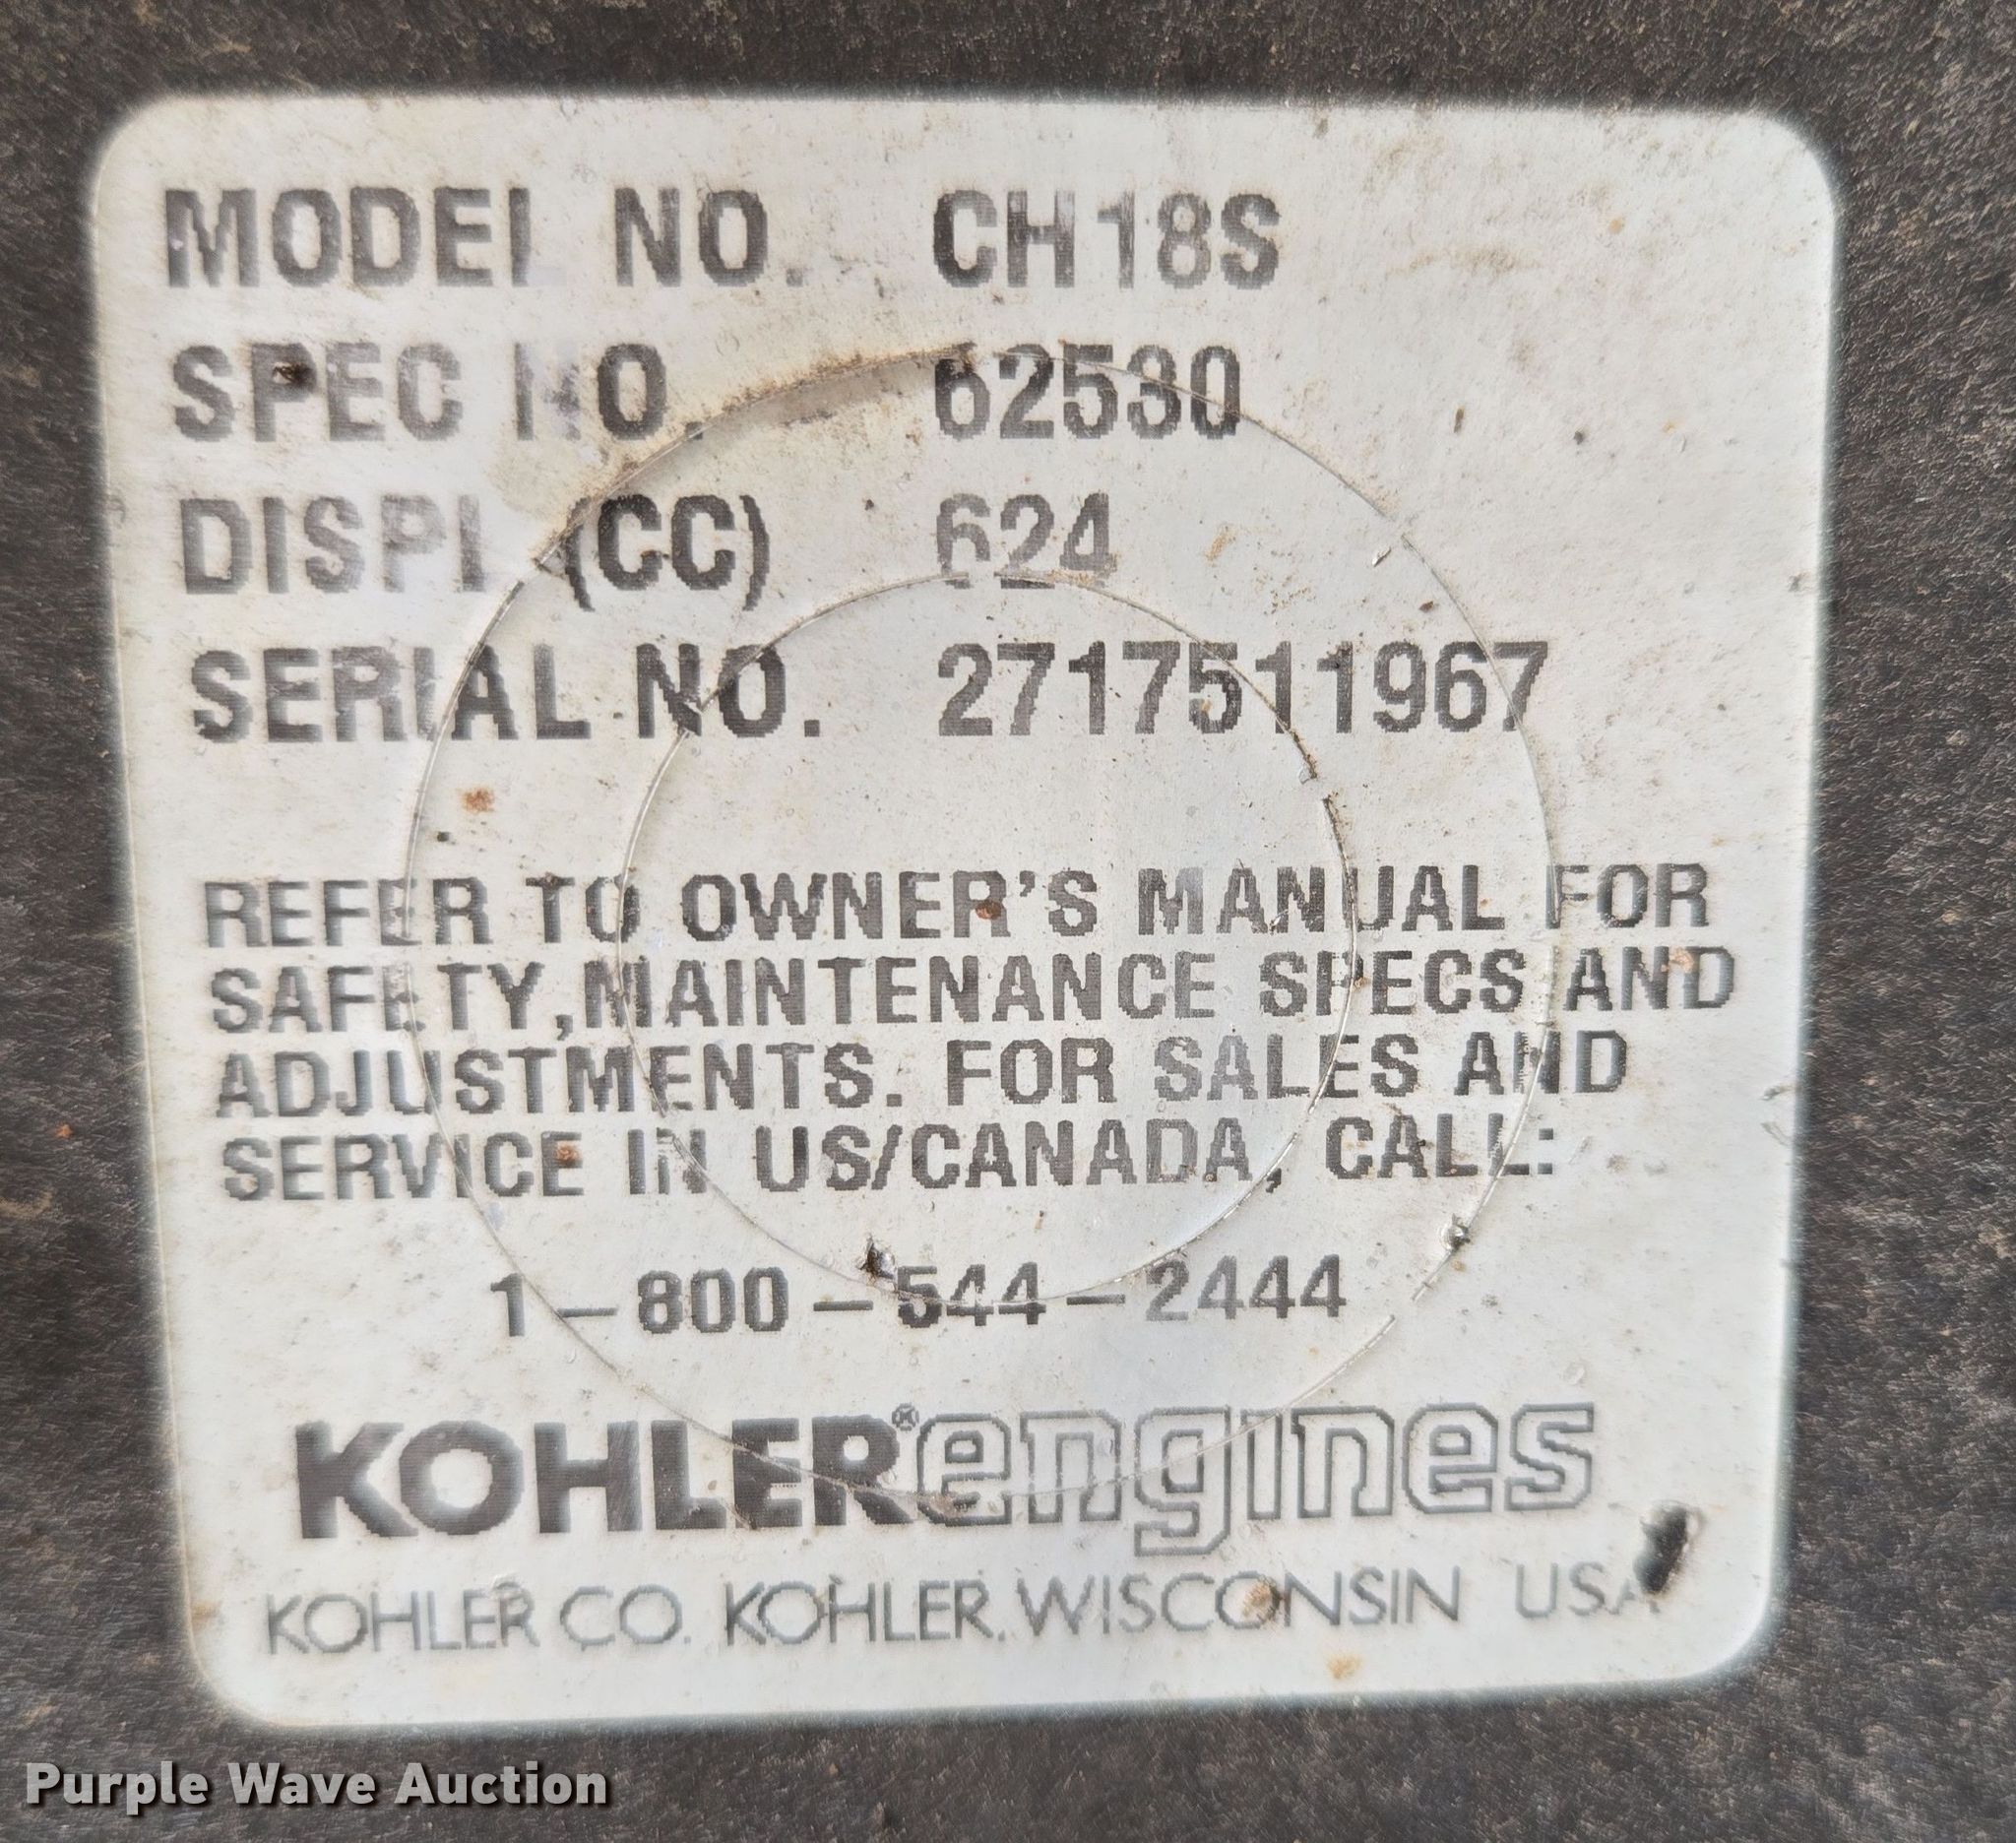 MODEL NO. CH18S
SPEC NO. 62530
DISPL (CC) 624
SERIAL NO. 2717511967
REFER TO OWNER'S MANUAL FOR
SAFETY,MAINTENANCE SPECS AND
ADJUSTMENTS. FOR SALES AND
SERVICE IN US/CANADA, CALL:
1-800-544-2444
KOHLER®engines
KOHLER CO. KOHLER, WISCONSIN USA
Purple Wave Auction